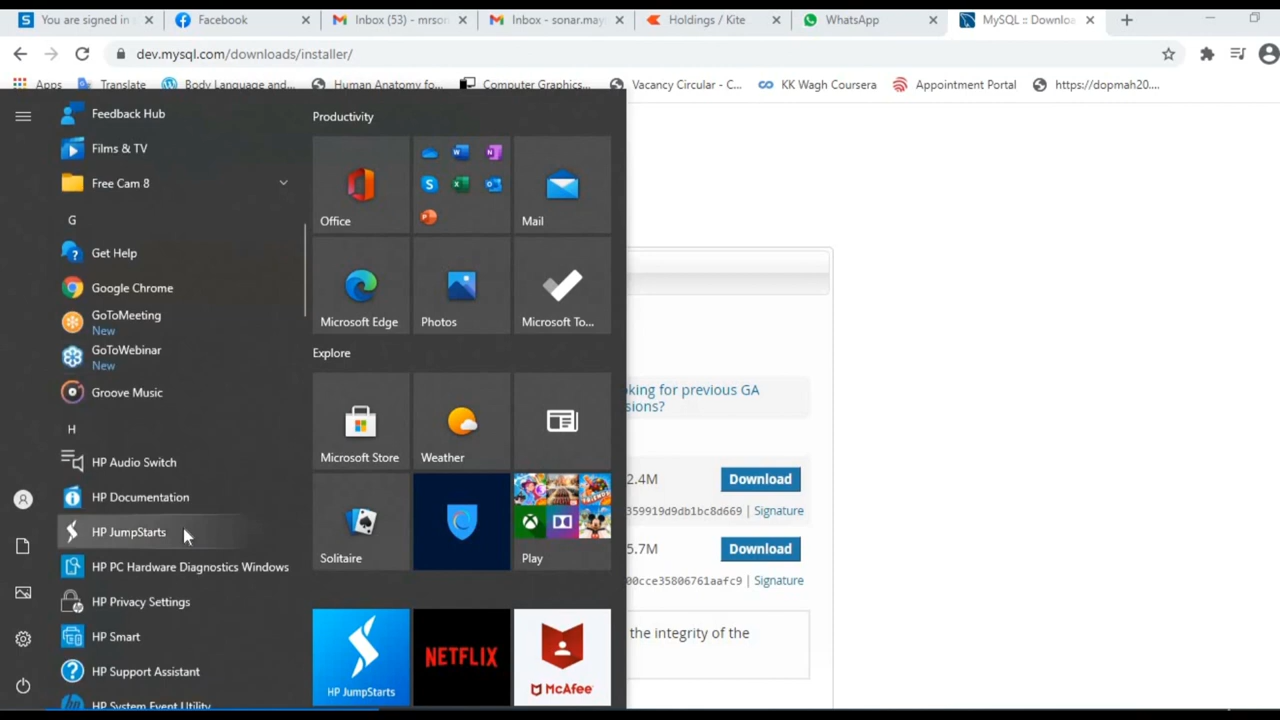 You are signed in
Facebook
Inbox (53) - mrson
Inbox - sonar.may
Holdings / Kite
WhatsApp
MySQL :: Downloa
dev.mysql.com/downloads/installer/
Apps
Translate
Body Language and...
Human Anatomy fo...
Computer Graphics...
Vacancy Circular - C...
KK Wagh Coursera
Appointment Portal
https://dopmah20....
Feedback Hub
Films & TV
Free Cam 8
G
Get Help
Google Chrome
GoToMeeting
New
GoToWebinar
New
Groove Music
H
HP Audio Switch
HP Documentation
HP JumpStarts
HP PC Hardware Diagnostics Windows
HP Privacy Settings
HP Smart
HP Support Assistant
HP System Event Utility
Productivity
Office
Mail
Microsoft Edge
Photos
Microsoft To...
Explore
Microsoft Store
Weather
Solitaire
Play
HP JumpStarts
NETFLIX
McAfee
king for previous GA
sions?
2.4M
Download
359919d9db1bc8d669 | Signature
5.7M
Download
00cce35806761aafc9 | Signature
the integrity of the